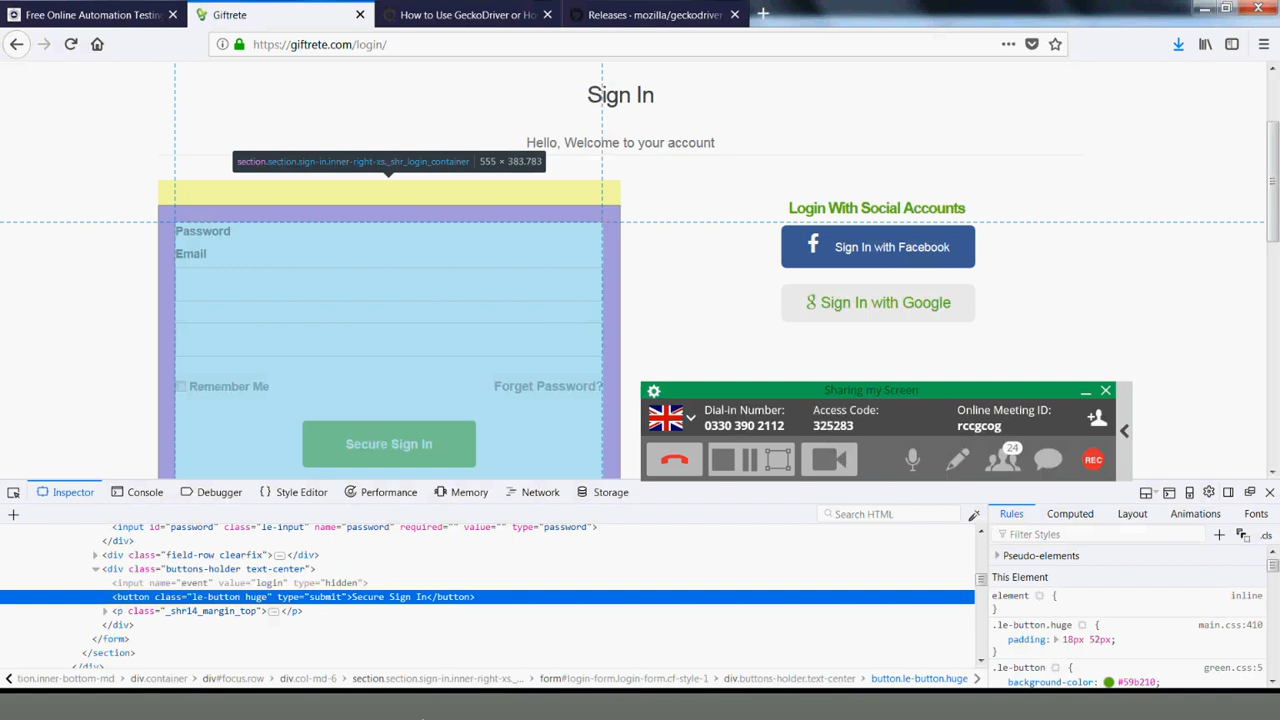 Free Online Automation Testing
Giftrete
How to Use GeckoDriver or Ho
Releases · mozilla/geckodriver
https://giftrete.com/login/
Sign In
Hello, Welcome to your account
section.section.sign-in.inner-right-xs._shr_login_container 555 × 383.783
Password
Email
Remember Me
Forget Password?
Secure Sign In
Login With Social Accounts
Sign In with Facebook
Sign In with Google
Sharing my Screen
Dial-in Number:
0330 390 2112
Access Code:
325283
Online Meeting ID:
rccgcog
24
REC
Inspector
Console
Debugger
Style Editor
Performance
Memory
Network
Storage
Search HTML
<input id="password" class="le-input" name="password" required="" value="" type="password">
</div>
<div class="field-row clearfix"></div>
<div class="buttons-holder text-center">
<input name="event" value="login" type="hidden">
<button class="le-button huge" type="submit">Secure Sign In</button>
<p class="_shr14_margin_top"></p>
</div>
</form>
</section>
</div>
tion.inner-bottom-md
div.container
div#focus.row
div.col-md-6
section.section.sign-in.inner-right-xs._...
form#login-form.login-form.cf-style-1
div.buttons-holder.text-center
button.le-button.huge
Rules
Computed
Layout
Animations
Fonts
Filter Styles
.cls
Pseudo-elements
This Element
element { inline
}
.le-button.huge { main.css:410
padding: 18px 52px;
}
.le-button { green.css:5
background-color: #59b210;